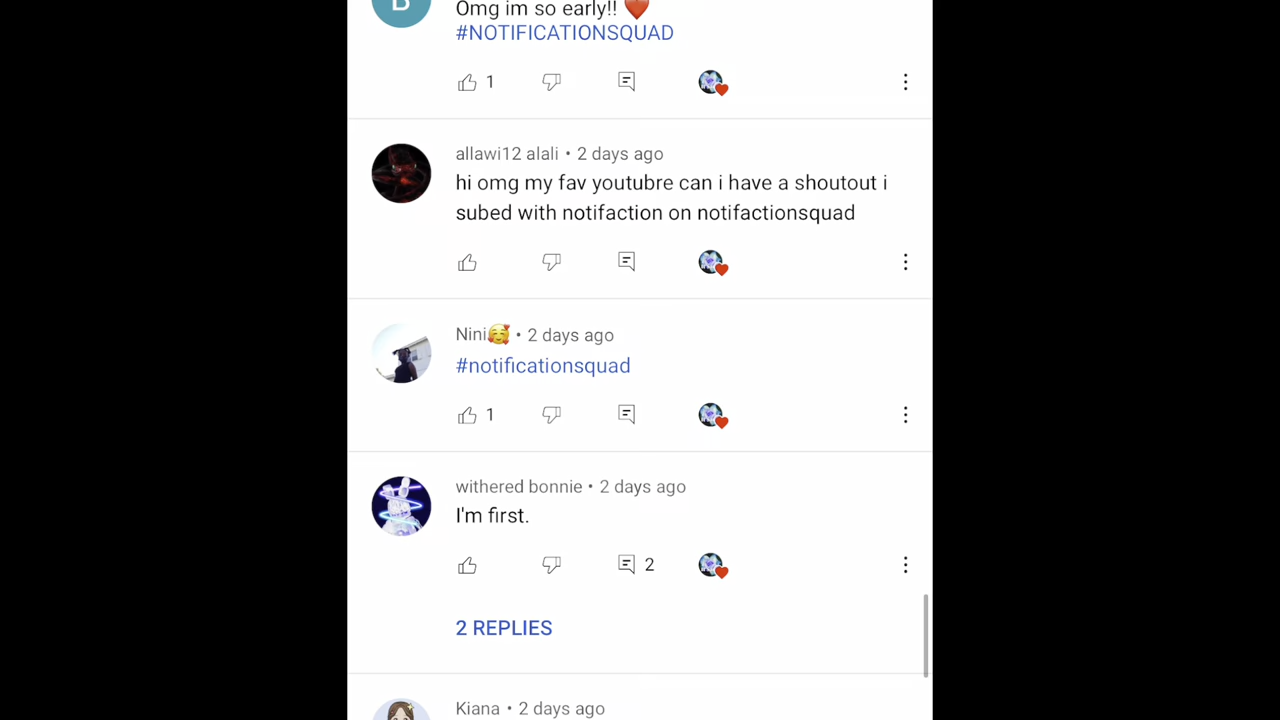 B
Omg im so early!! ❤️
#NOTIFICATIONSQUAD
1
allawi12 alali • 2 days ago
hi omg my fav youtubre can i have a shoutout i
subed with notifaction on notifactionsquad
Nini🥰 • 2 days ago
#notificationsquad
1
withered bonnie • 2 days ago
I'm first.
2
2 REPLIES
Kiana • 2 days ago